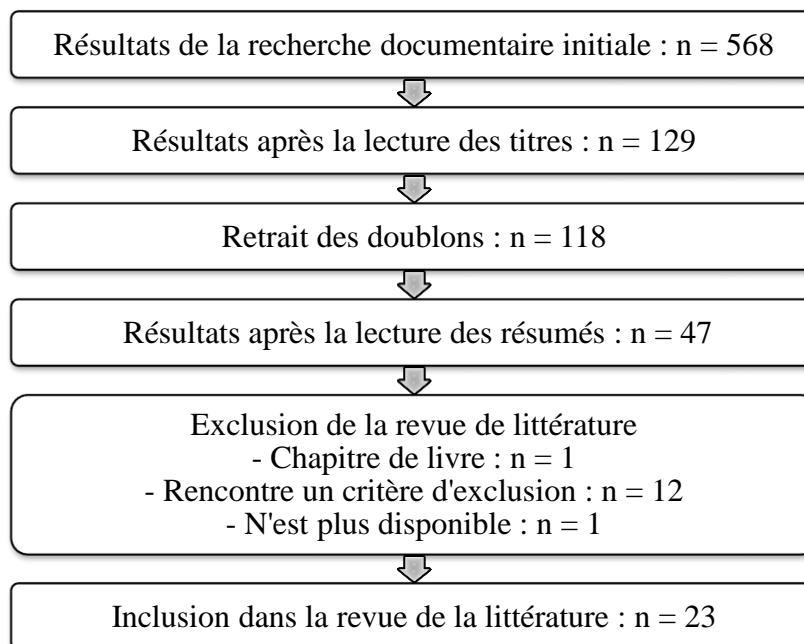 Résultats de la recherche documentaire initiale : n = 568
Résultats après la lecture des titres : n = 129
Retrait des doublons : n = 118
Résultats après la lecture des résumés : n = 47
Exclusion de la revue de littérature
- Chapitre de livre : n = 1
- Rencontre un critère d'exclusion : n = 12
- N'est plus disponible : n = 1
Inclusion dans la revue de la littérature : n = 23